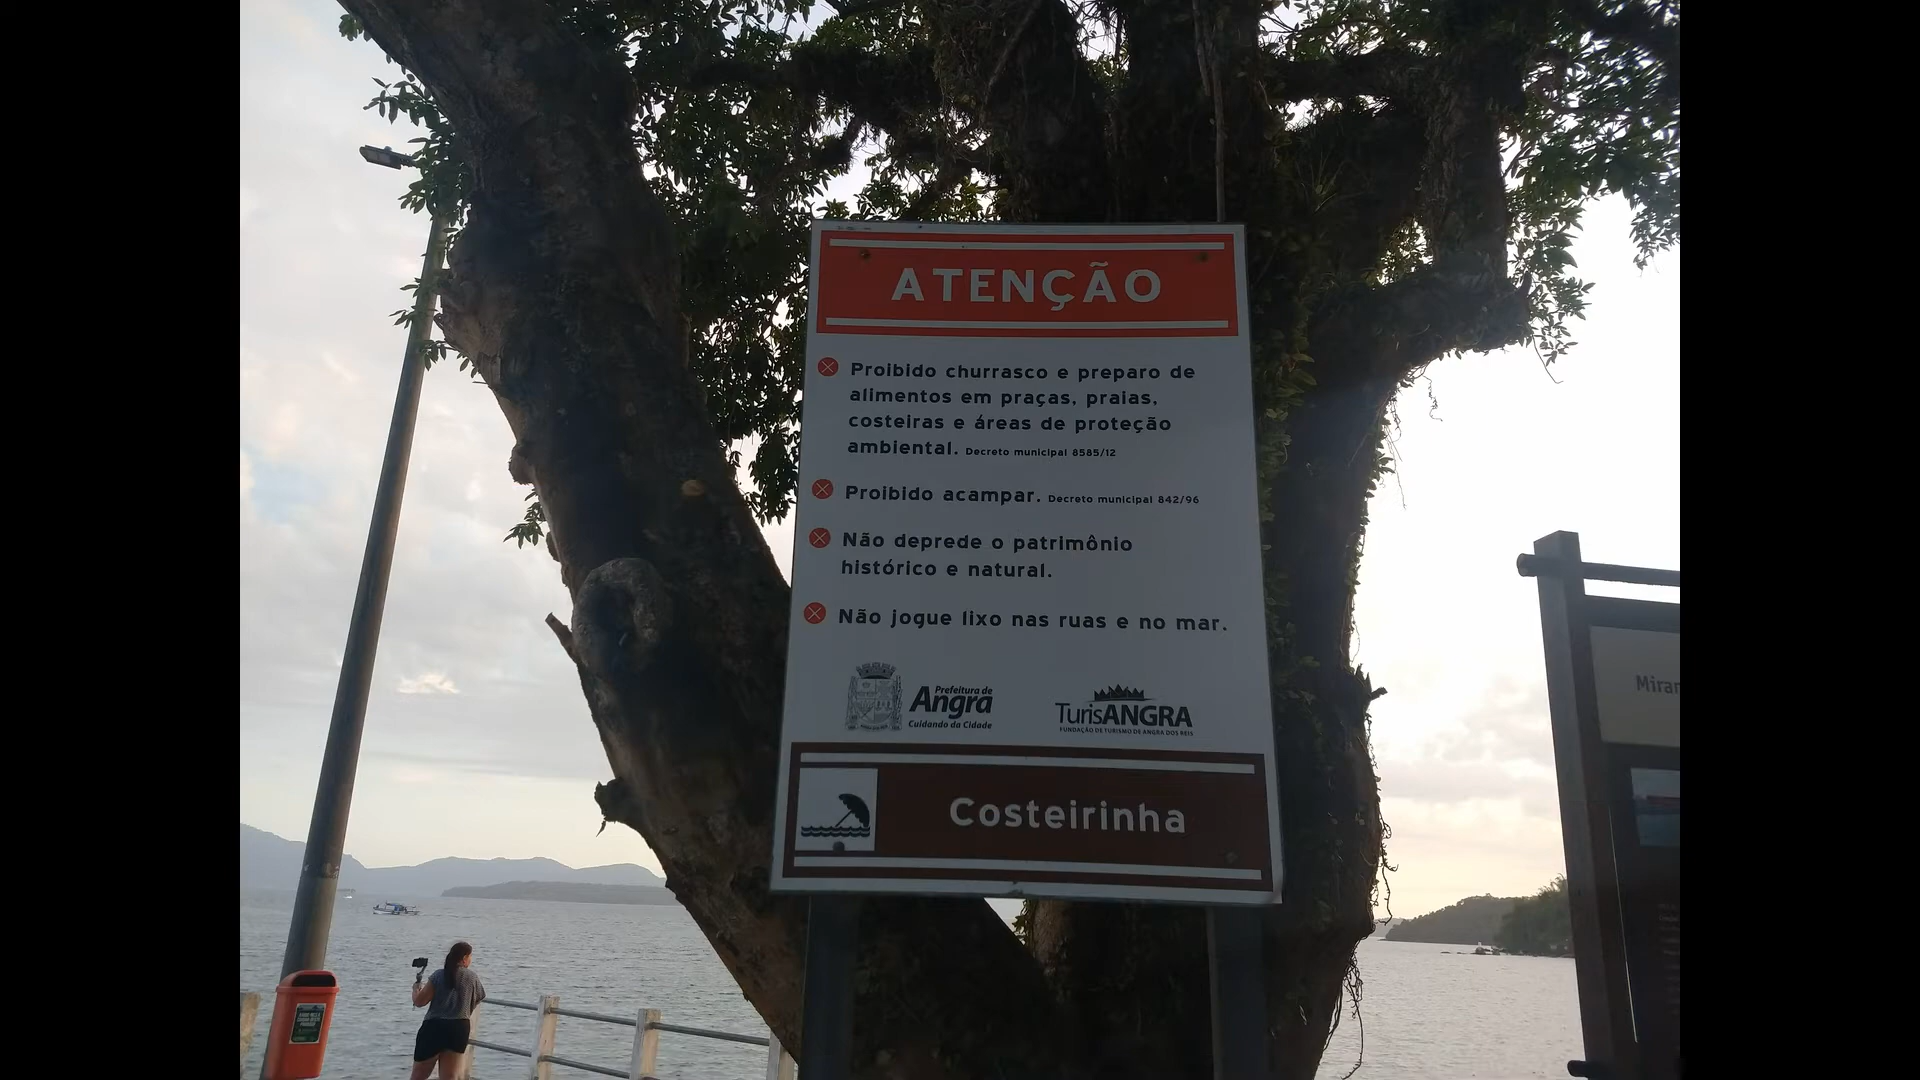 ATENÇÃO
Proibido churrasco e preparo de
alimentos em praças, praias,
costeiras e áreas de proteção
ambiental. Decreto municipal 8585/12
Proibido acampar. Decreto municipal 842/96
Não deprede o patrimônio
histórico e natural.
Não jogue lixo nas ruas e no mar.
Prefeitura de
Angra
Cuidando da Cidade
TurisANGRA
FUNDAÇÃO DE TURISMO DE ANGRA DOS REIS
Costeirinha